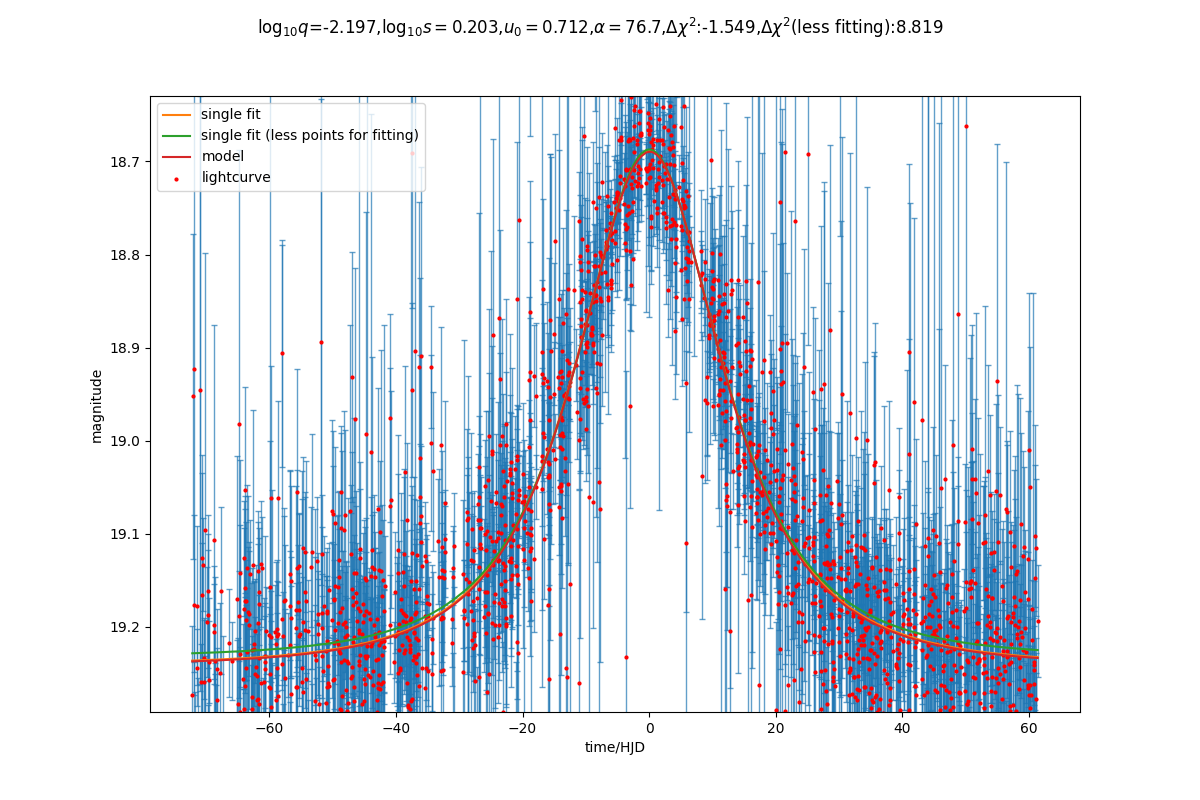 log₁₀q=-2.197,log₁₀s = 0.203,u₀ = 0.712,α = 76.7,Δχ²:-1.549,Δχ²(less fitting):8.819
single fit
single fit (less points for fitting)
model
lightcurve
18.7
18.8
18.9
19.0
19.1
19.2
magnitude
−60 −40 −20 0 20 40 60
time/HJD